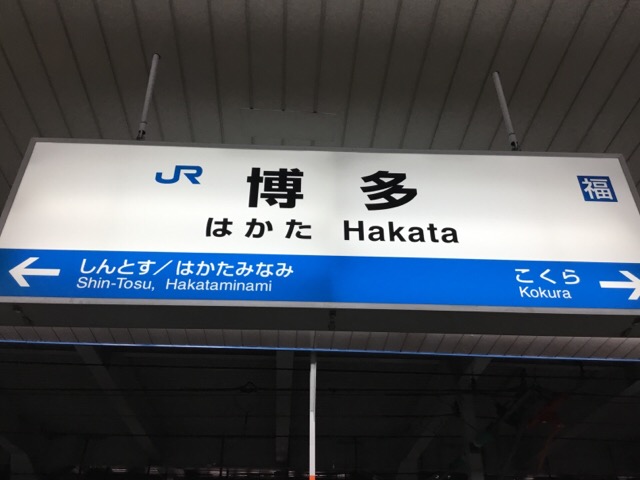 JR 博多 福
はかた Hakata
← しんとす／はかたみなみ
Shin-Tosu, Hakataminami
こくら →
Kokura